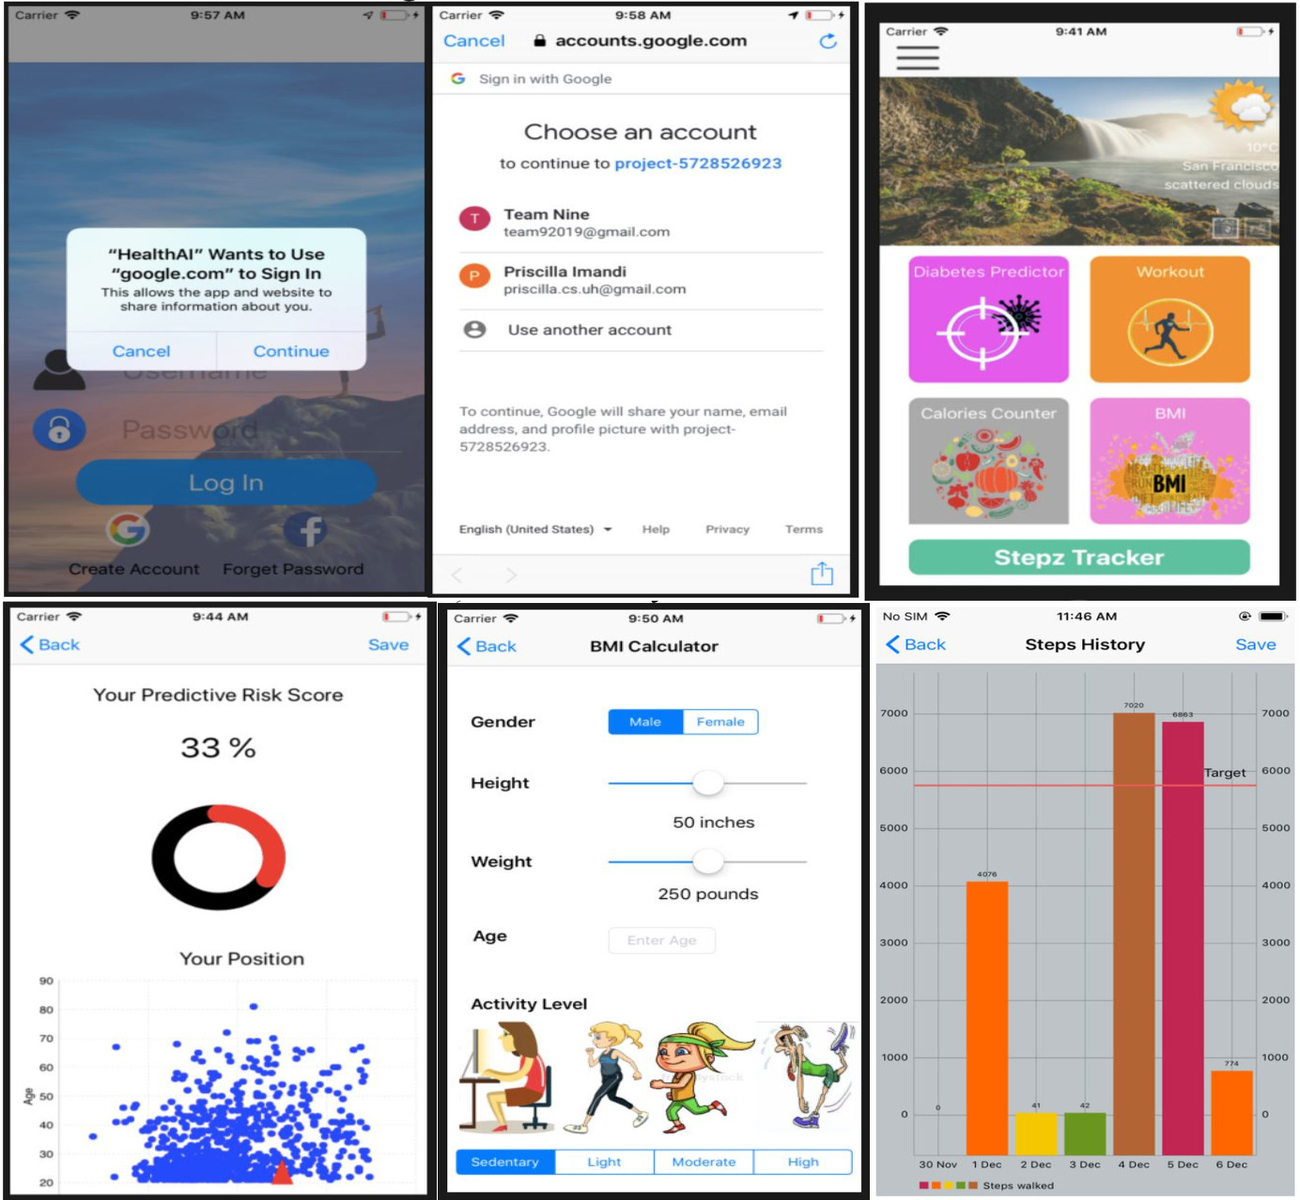 Carrier 9:57 AM
“HealthAI” Wants to Use
“google.com” to Sign In
This allows the app and website to
share information about you.
Cancel Continue
Username
Password
Log In
Create Account Forget Password
Carrier 9:58 AM
Cancel accounts.google.com
Sign in with Google
Choose an account
to continue to project-5728526923
T Team Nine
team92019@gmail.com
P Priscilla Imandi
priscilla.cs.uh@gmail.com
Use another account
To continue, Google will share your name, email
address, and profile picture with project-
5728526923.
English (United States) Help Privacy Terms
Carrier 9:41 AM
10°C
San Francisco
scattered clouds
Diabetes Predictor Workout
Calories Counter BMI
BMI
Stepz Tracker
Carrier 9:44 AM
Back Save
Your Predictive Risk Score
33 %
Your Position
90
80
70
60
50
Age
40
30
20
Carrier 9:50 AM
Back BMI Calculator
Gender Male Female
Height
50 inches
Weight
250 pounds
Age Enter Age
Activity Level
Sedentary Light Moderate High
No SIM 11:46 AM
Back Steps History Save
7020
7000 6863 7000
6000 Target 6000
5000 5000
4076
4000 4000
3000 3000
2000 2000
1000 774 1000
0 0 41 42 0
30 Nov 1 Dec 2 Dec 3 Dec 4 Dec 5 Dec 6 Dec
Steps walked